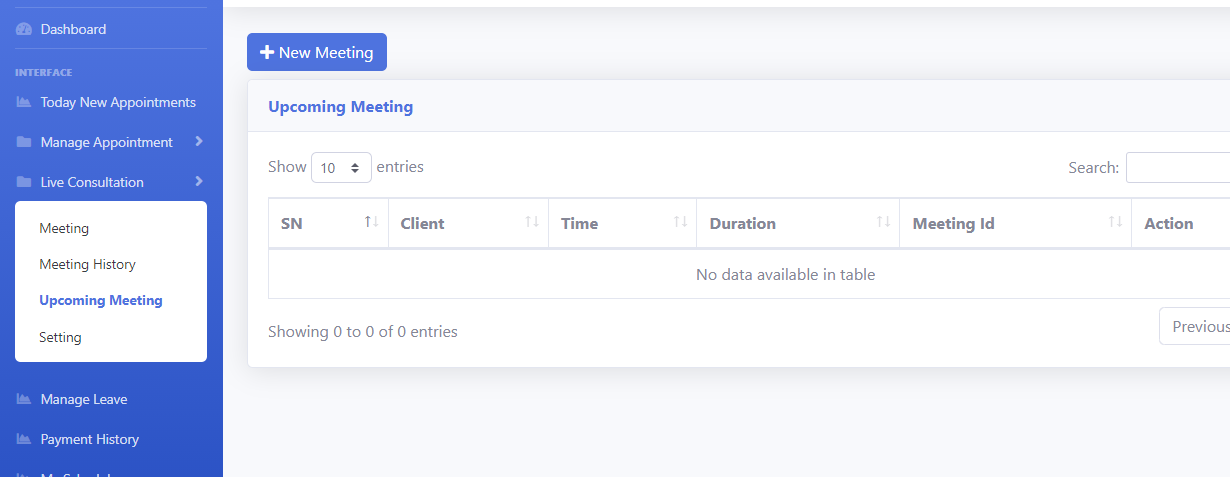 Dashboard
INTERFACE
Today New Appointments
Manage Appointment
Live Consultation
Meeting
Meeting History
Upcoming Meeting
Setting
Manage Leave
Payment History
New Meeting
Upcoming Meeting
Show 10 entries
Search:
SN Client Time Duration Meeting Id Action
No data available in table
Showing 0 to 0 of 0 entries
Previous